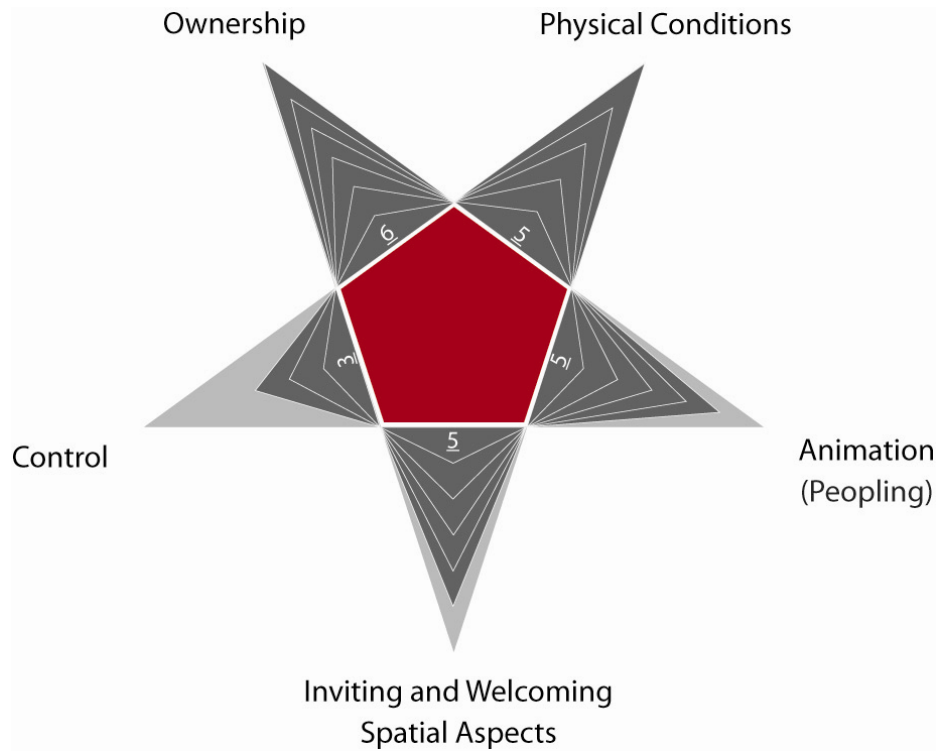 Ownership
Physical Conditions
6
5
3
5
5
Control
Animation
(Peopling)
Inviting and Welcoming
Spatial Aspects